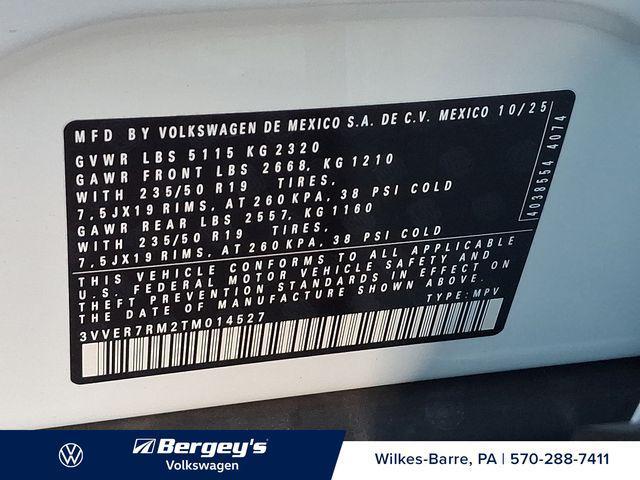 MFD BY VOLKSWAGEN DE MEXICO S.A. DE C.V. MEXICO 10/25
GVWR LBS 5115 KG 2320
GAWR FRONT LBS 2668, KG 1210
WITH 235/50 R19 TIRES,
7,5JX19 RIMS, AT 260 KPA, 38 PSI COLD
GAWR REAR LBS 2557, KG 1160
WITH 235/50 R19 TIRES,
7,5JX19 RIMS, AT 260 KPA, 38 PSI COLD
THIS VEHICLE CONFORMS TO ALL APPLICABLE
U.S. FEDERAL MOTOR VEHICLE SAFETY AND
THEFT PREVENTION STANDARDS IN EFFECT ON
THE DATE OF MANUFACTURE SHOWN ABOVE.
3VVER7RM2TM014527 TYPE: MPV
4038554 4074
Bergey's
Volkswagen
Wilkes-Barre, PA | 570-288-7411